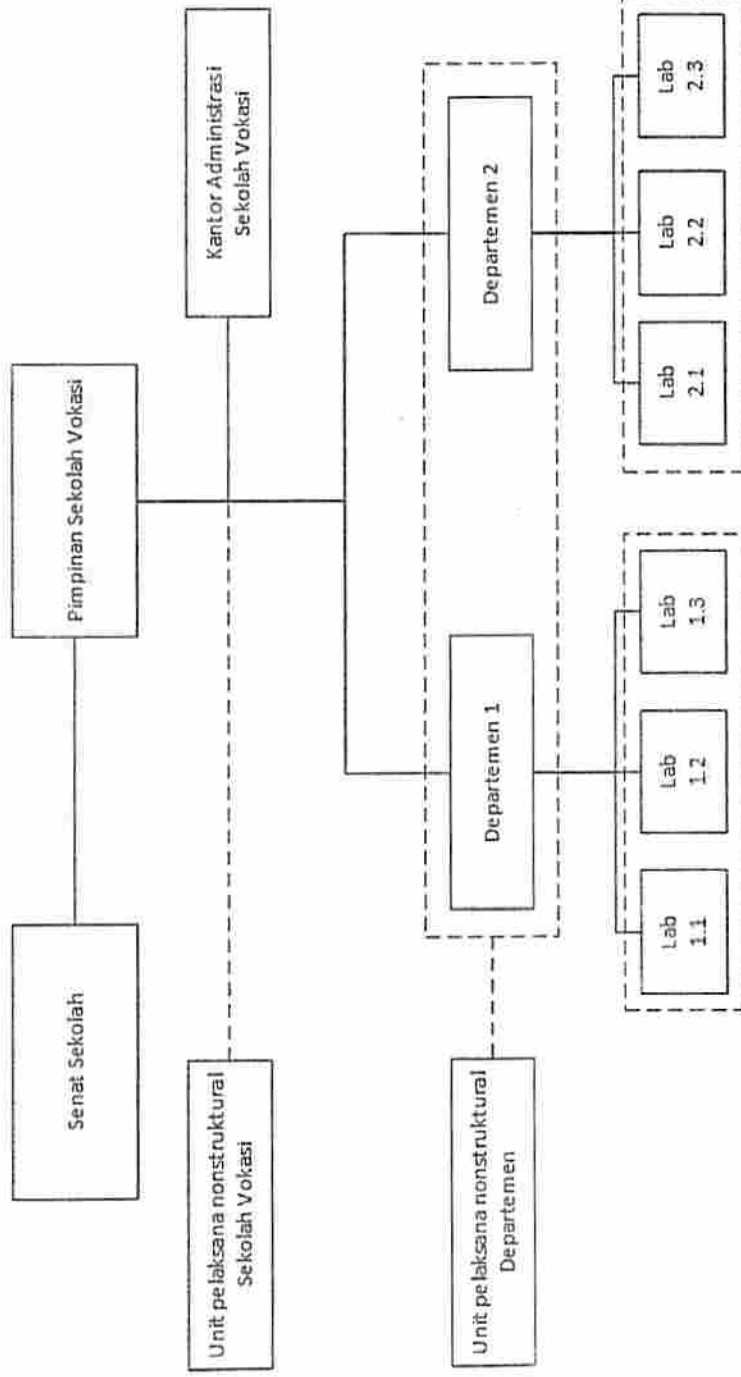 Senat Sekolah
Pimpinan Sekolah Vokasi
Unit pelaksana nonstruktural
Sekolah Vokasi
Kantor Administrasi
Sekolah Vokasi
Unit pelaksana nonstruktural
Departemen
Departemen 1
Departemen 2
Lab
1.1
Lab
1.2
Lab
1.3
Lab
2.1
Lab
2.2
Lab
2.3